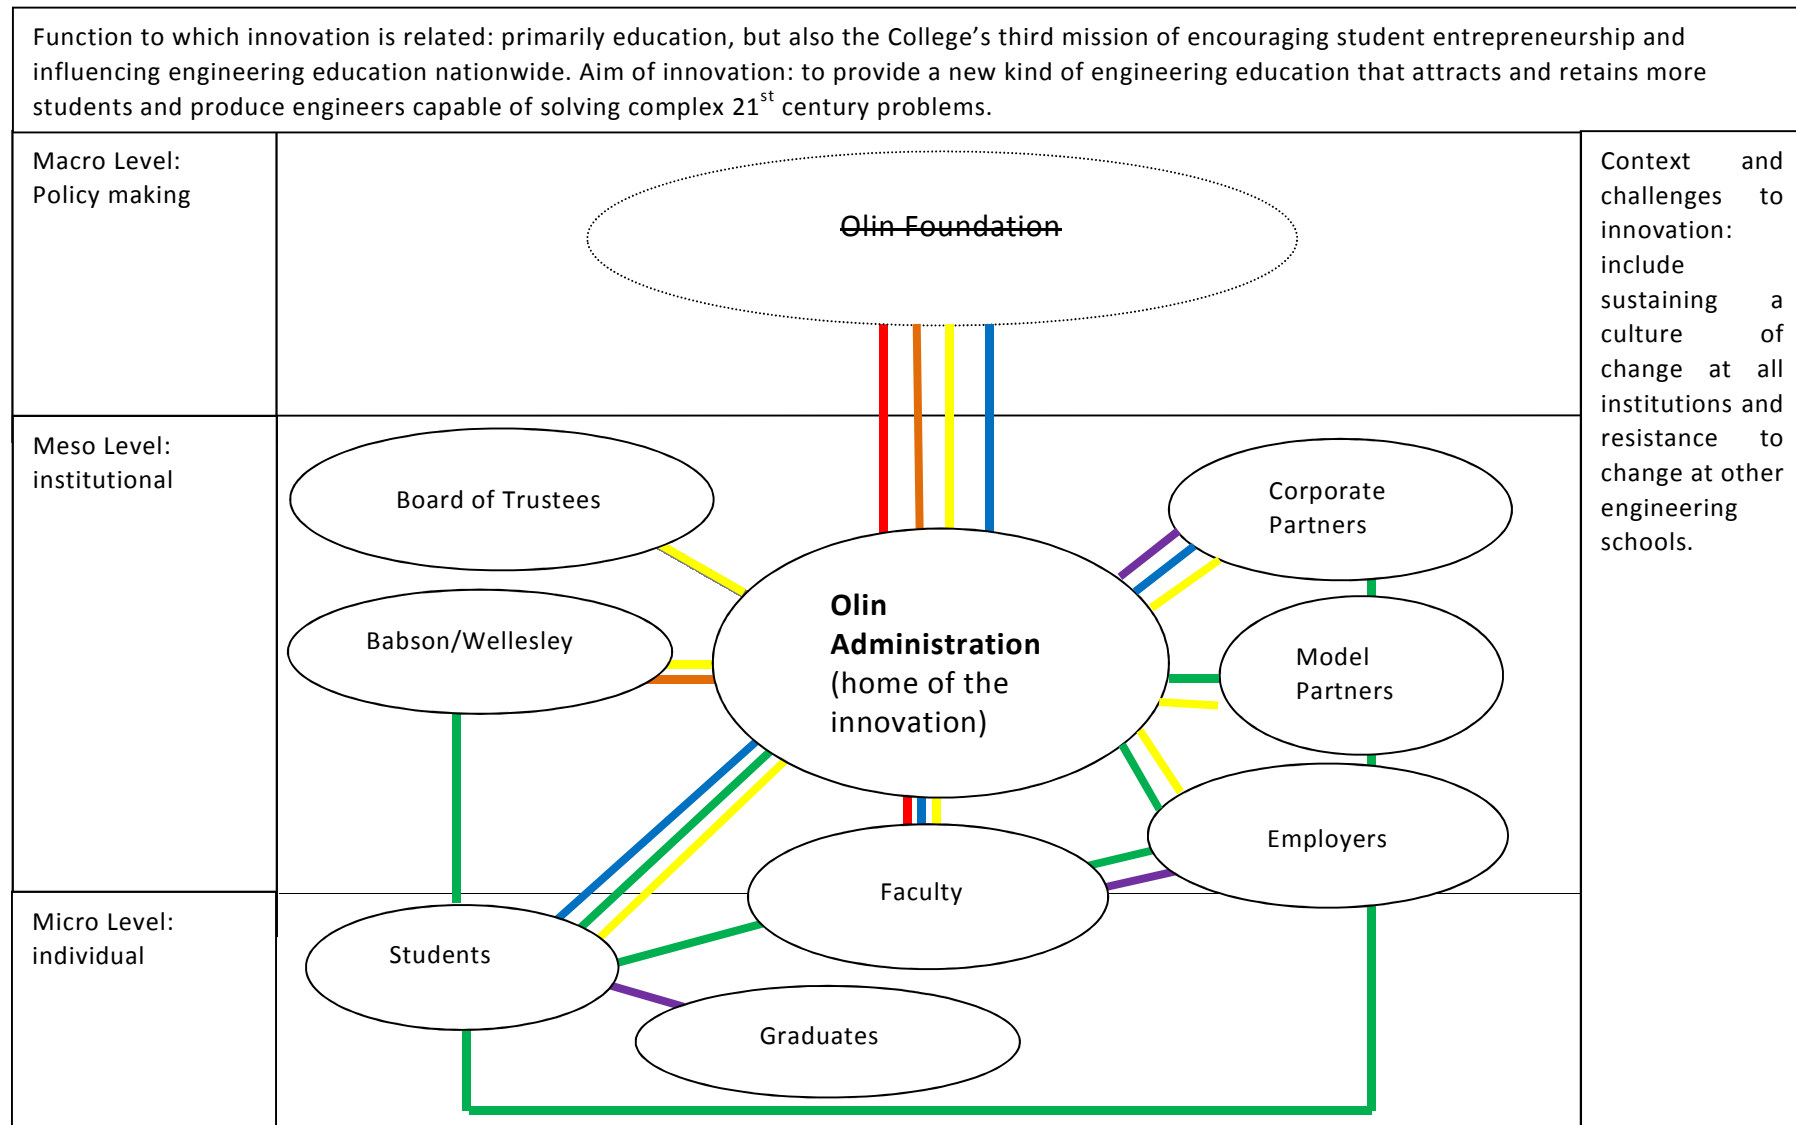 Function to which innovation is related: primarily education, but also the College’s third mission of encouraging student entrepreneurship and
influencing engineering education nationwide. Aim of innovation: to provide a new kind of engineering education that attracts and retains more
students and produce engineers capable of solving complex 21st century problems.
Macro Level:
Policy making
Olin Foundation
Context and
challenges to
innovation:
include
sustaining a
culture of
change at all
institutions and
resistance to
change at other
engineering
schools.
Meso Level:
institutional
Board of Trustees
Corporate
Partners
Babson/Wellesley
Olin
Administration
(home of the
innovation)
Model
Partners
Employers
Faculty
Micro Level:
individual
Students
Graduates